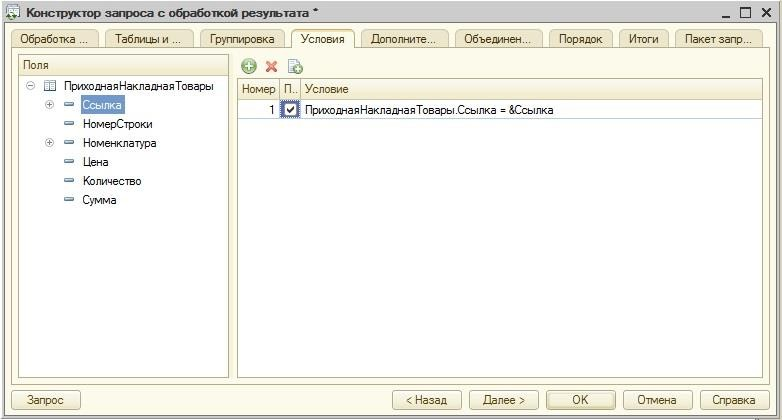 Конструктор запроса с обработкой результата *
Обработка ... Таблицы и ... Группировка Условия Дополните... Объединен... Порядок Итоги Пакет запр...
Поля
ПриходнаяНакладнаяТовары
Ссылка
НомерСтроки
Номенклатура
Цена
Количество
Сумма
Номер П.. Условие
1 ПриходнаяНакладнаяТовары.Ссылка = &Ссылка
Запрос < Назад Далее > ОК Отмена Справка